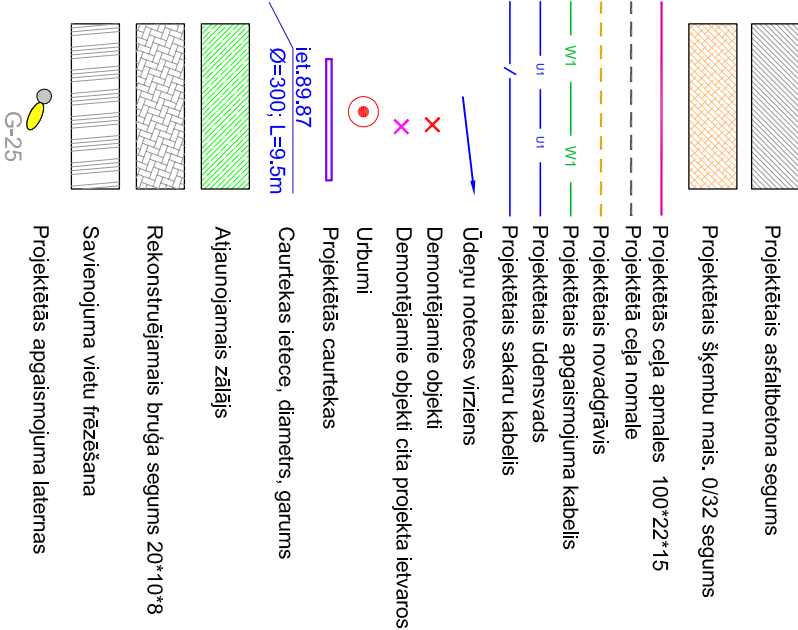 Projektētais asfaltbetona segums
Projektētais šķembu mais. 0/32 segums
Projektētās ceļa apmales 100*22*15
Projektētā ceļa nomale
Projektētais novadgrāvis
W1 W1
Projektētais apgaismojuma kabelis
U1 U1
Projektētais ūdensvads
Projektētais sakaru kabelis
Ūdeņu noteces virziens
Demontējamie objekti
Demontējamie objekti cita projekta ietvaros
Urbumi
Projektētās caurtekas
iet.89.87
Ø=300; L=9.5m
Caurtekas ietece, diametrs, garums
Atjaunojamais zālājs
Rekonstruējamais bruģa segums 20*10*8
Savienojuma vietu frēzēšana
G-25
Projektētās apgaismojuma laternas